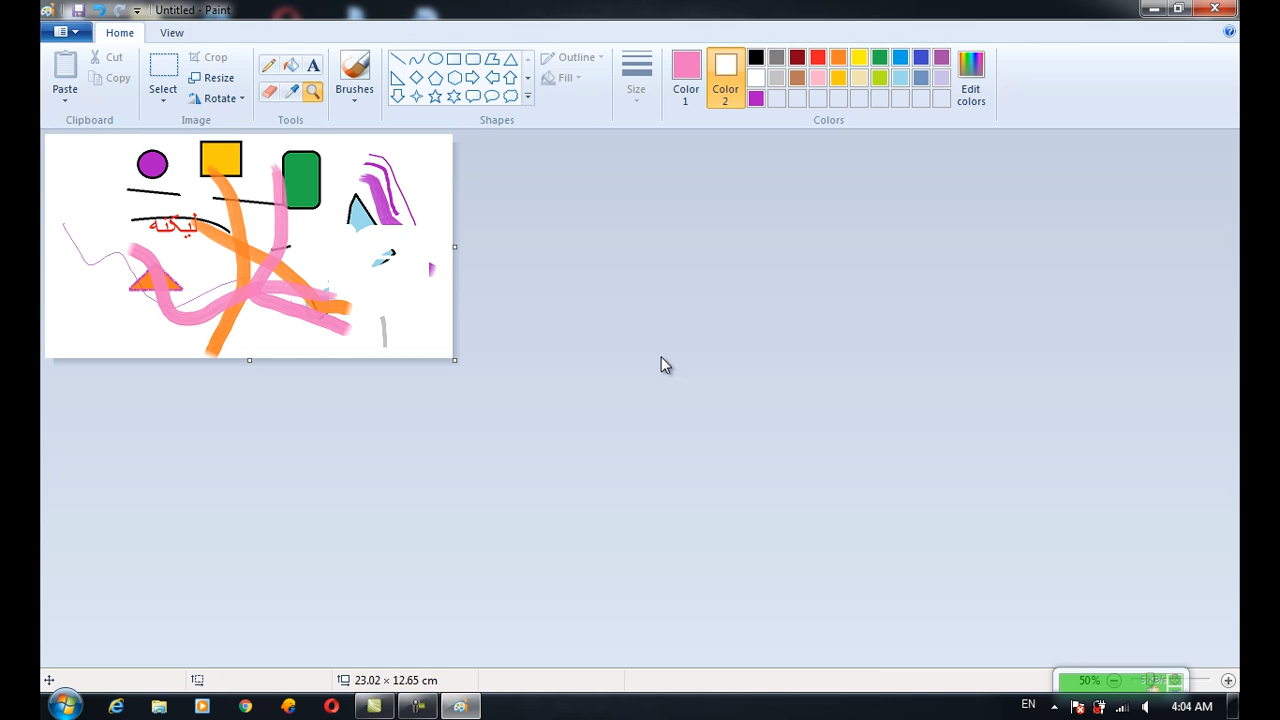 Untitled - Paint
Home
View
Paste
Cut
Copy
Clipboard
Select
Crop
Resize
Rotate
Image
A
Tools
Brushes
Outline
Fill
Shapes
Size
Color 1
Color 2
Edit colors
Colors
ليكنه
23.02 × 12.65 cm
50%
EN
4:04 AM